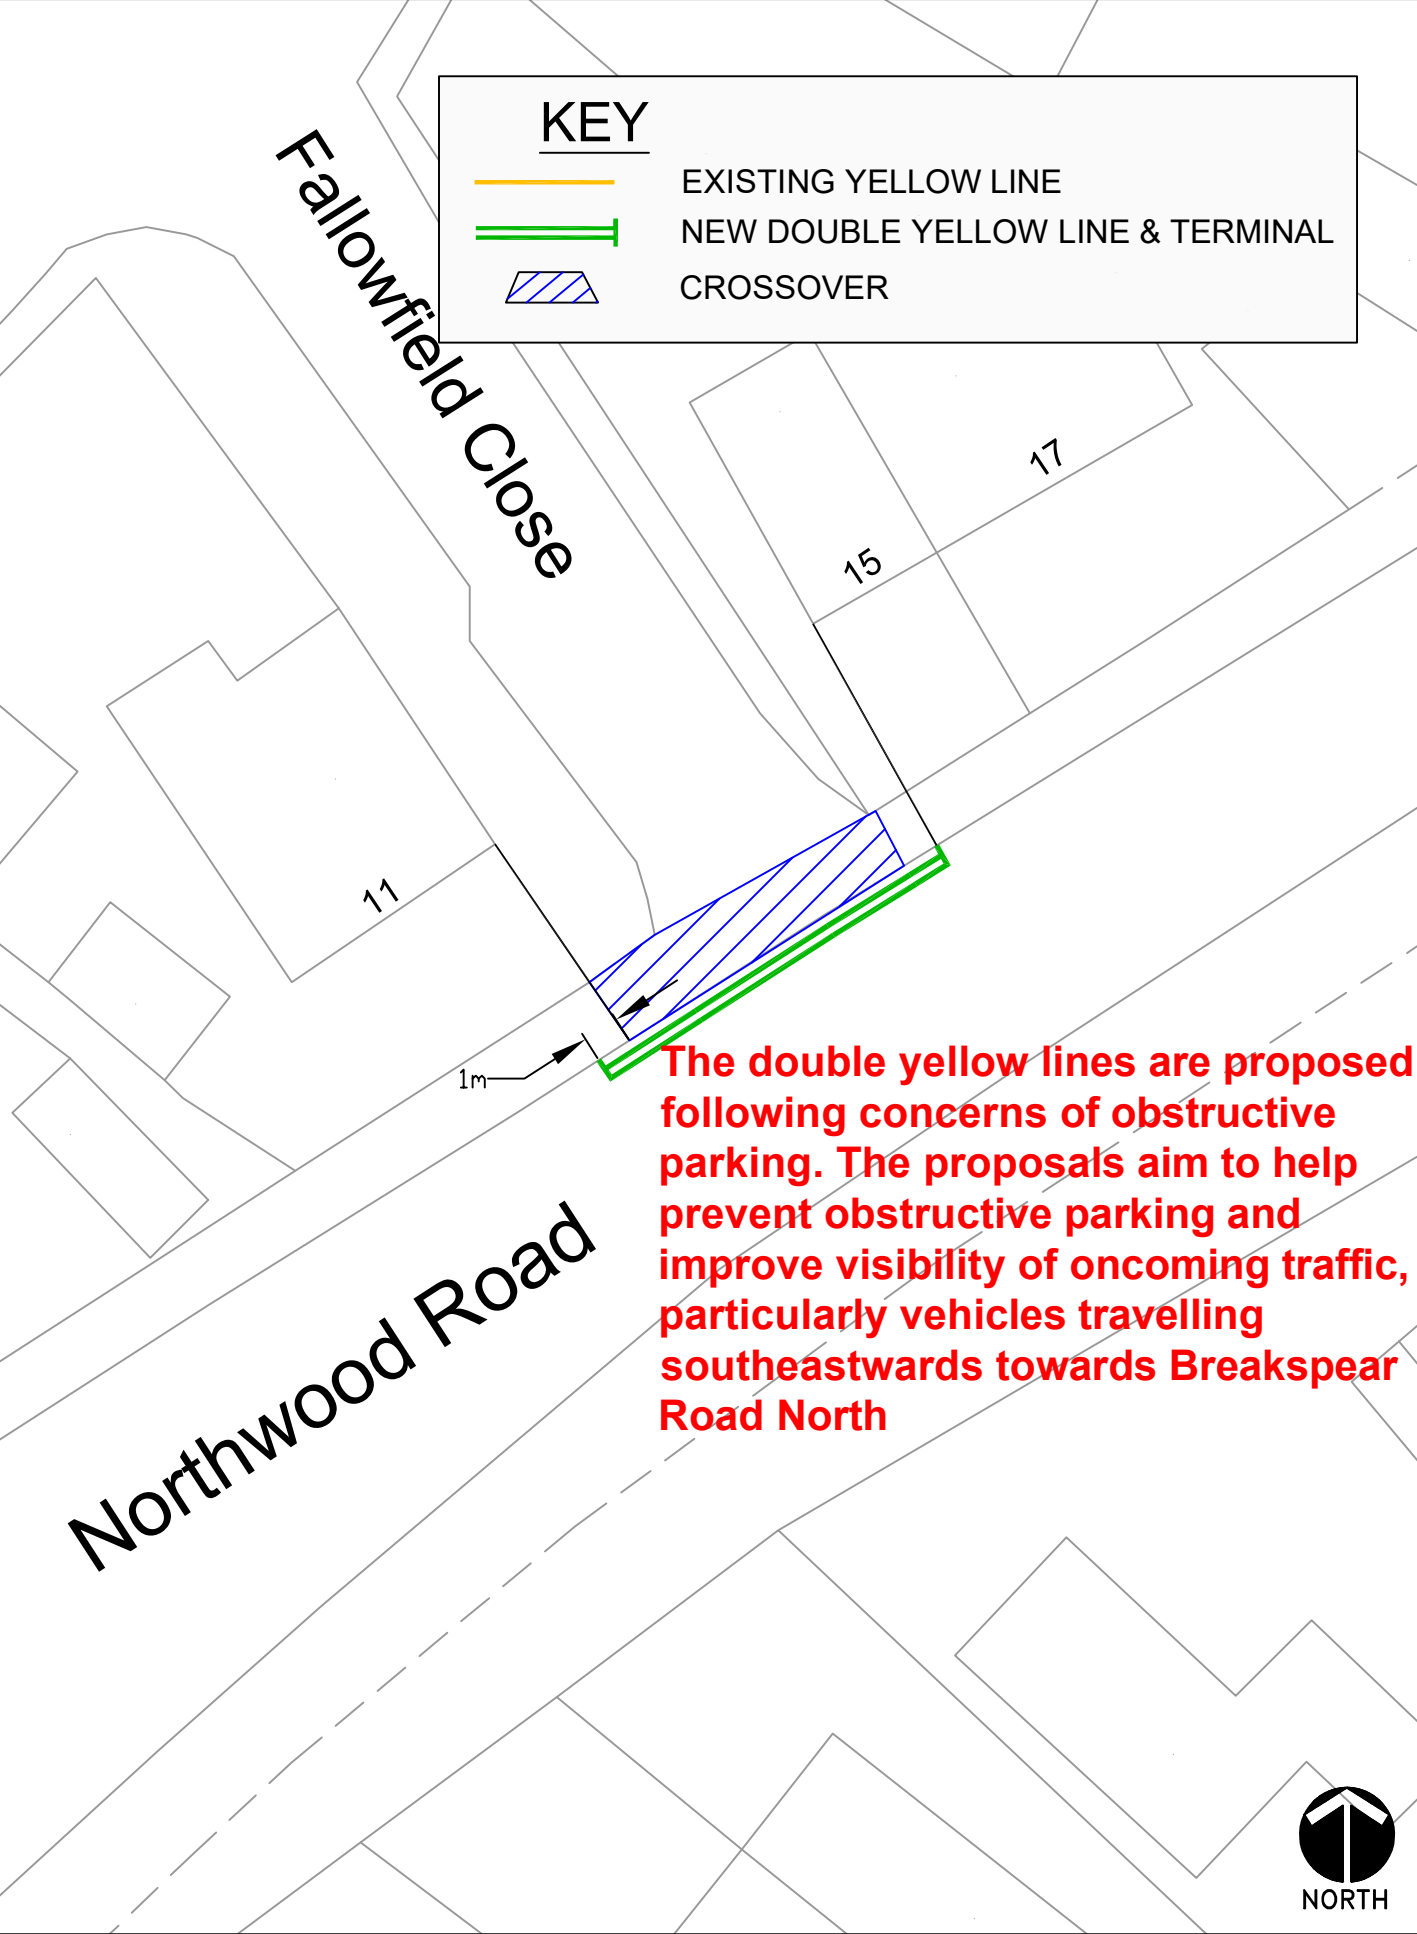 KEY
EXISTING YELLOW LINE
NEW DOUBLE YELLOW LINE & TERMINAL
CROSSOVER
Fallowfield Close
17
15
11
1m
The double yellow lines are proposed
following concerns of obstructive
parking. The proposals aim to help
prevent obstructive parking and
improve visibility of oncoming traffic,
particularly vehicles travelling
southeastwards towards Breakspear
Road North
Northwood Road
NORTH